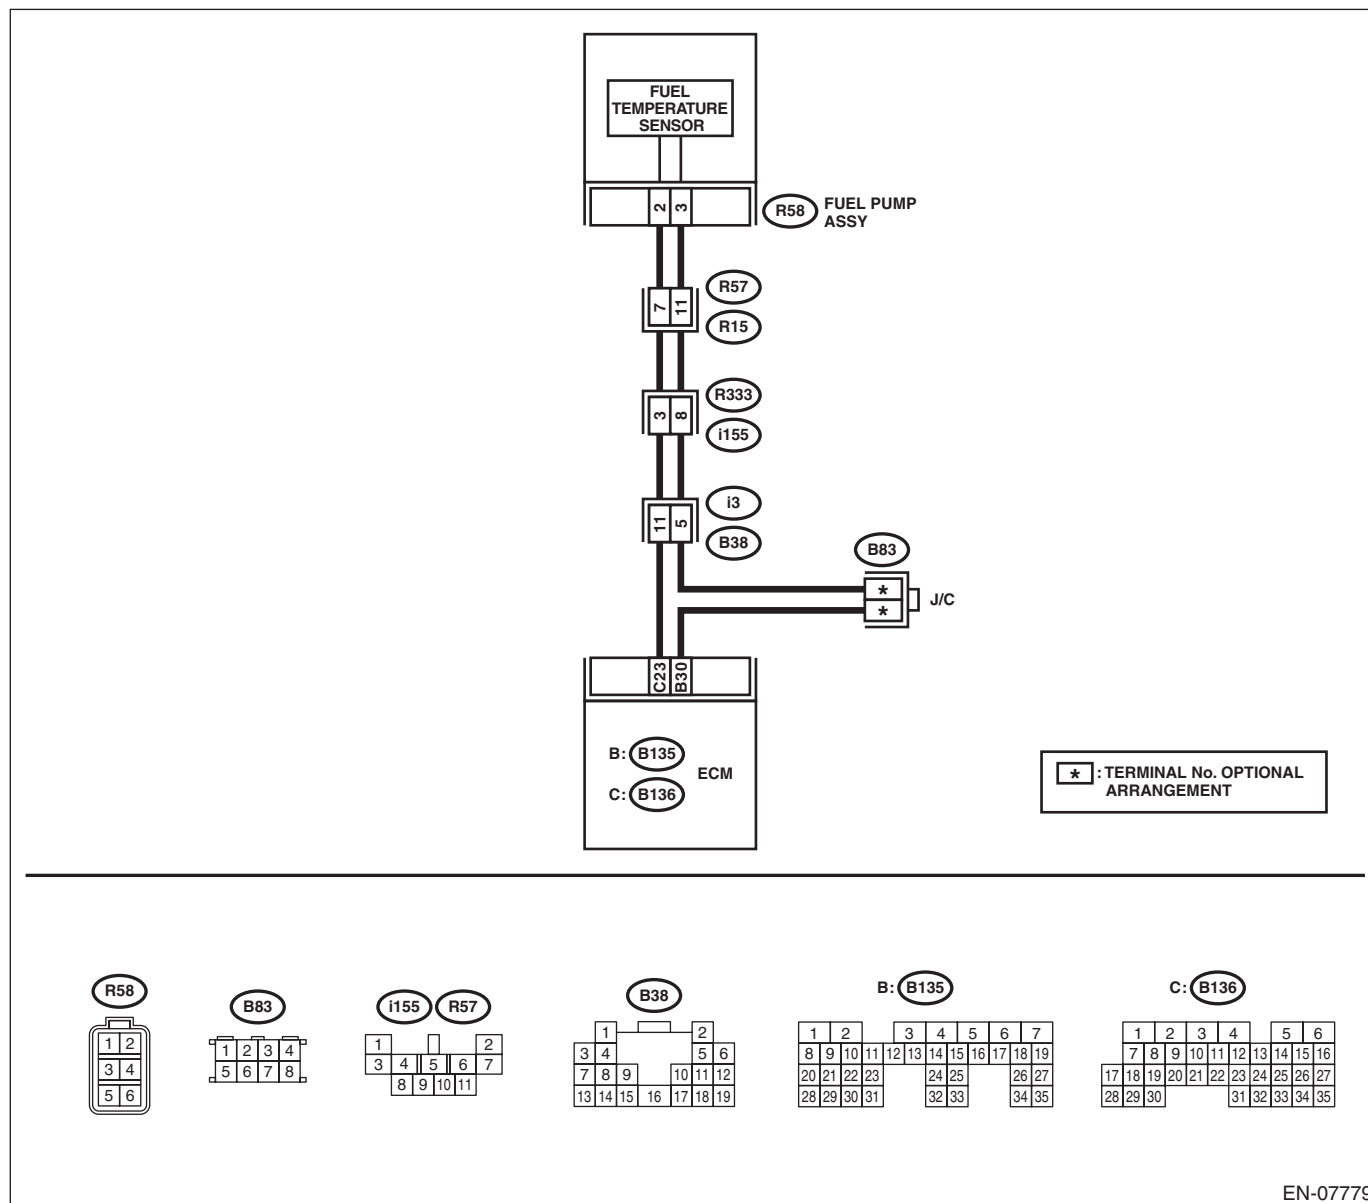 FUEL
TEMPERATURE
SENSOR
2 3
R58 FUEL PUMP
ASSY
R57
7 11
R15
R333
3 8
i155
i3
11 5
B38
B83
*
*
J/C
C23 B30
B: B135
ECM
C: B136
* : TERMINAL No. OPTIONAL
ARRANGEMENT
R58
1 2
3 4
5 6
B83
1 2 3 4
5 6 7 8
i155 R57
1 2
3 4 5 6 7
8 9 10 11
B38
1 2
3 4 5 6
7 8 9 10 11 12
13 14 15 16 17 18 19
B: B135
1 2 3 4 5 6 7
8 9 10 11 12 13 14 15 16 17 18 19
20 21 22 23 24 25 26 27
28 29 30 31 32 33 34 35
C: B136
1 2 3 4 5 6
7 8 9 10 11 12 13 14 15 16
17 18 19 20 21 22 23 24 25 26 27
28 29 30 31 32 33 34 35
EN-07779